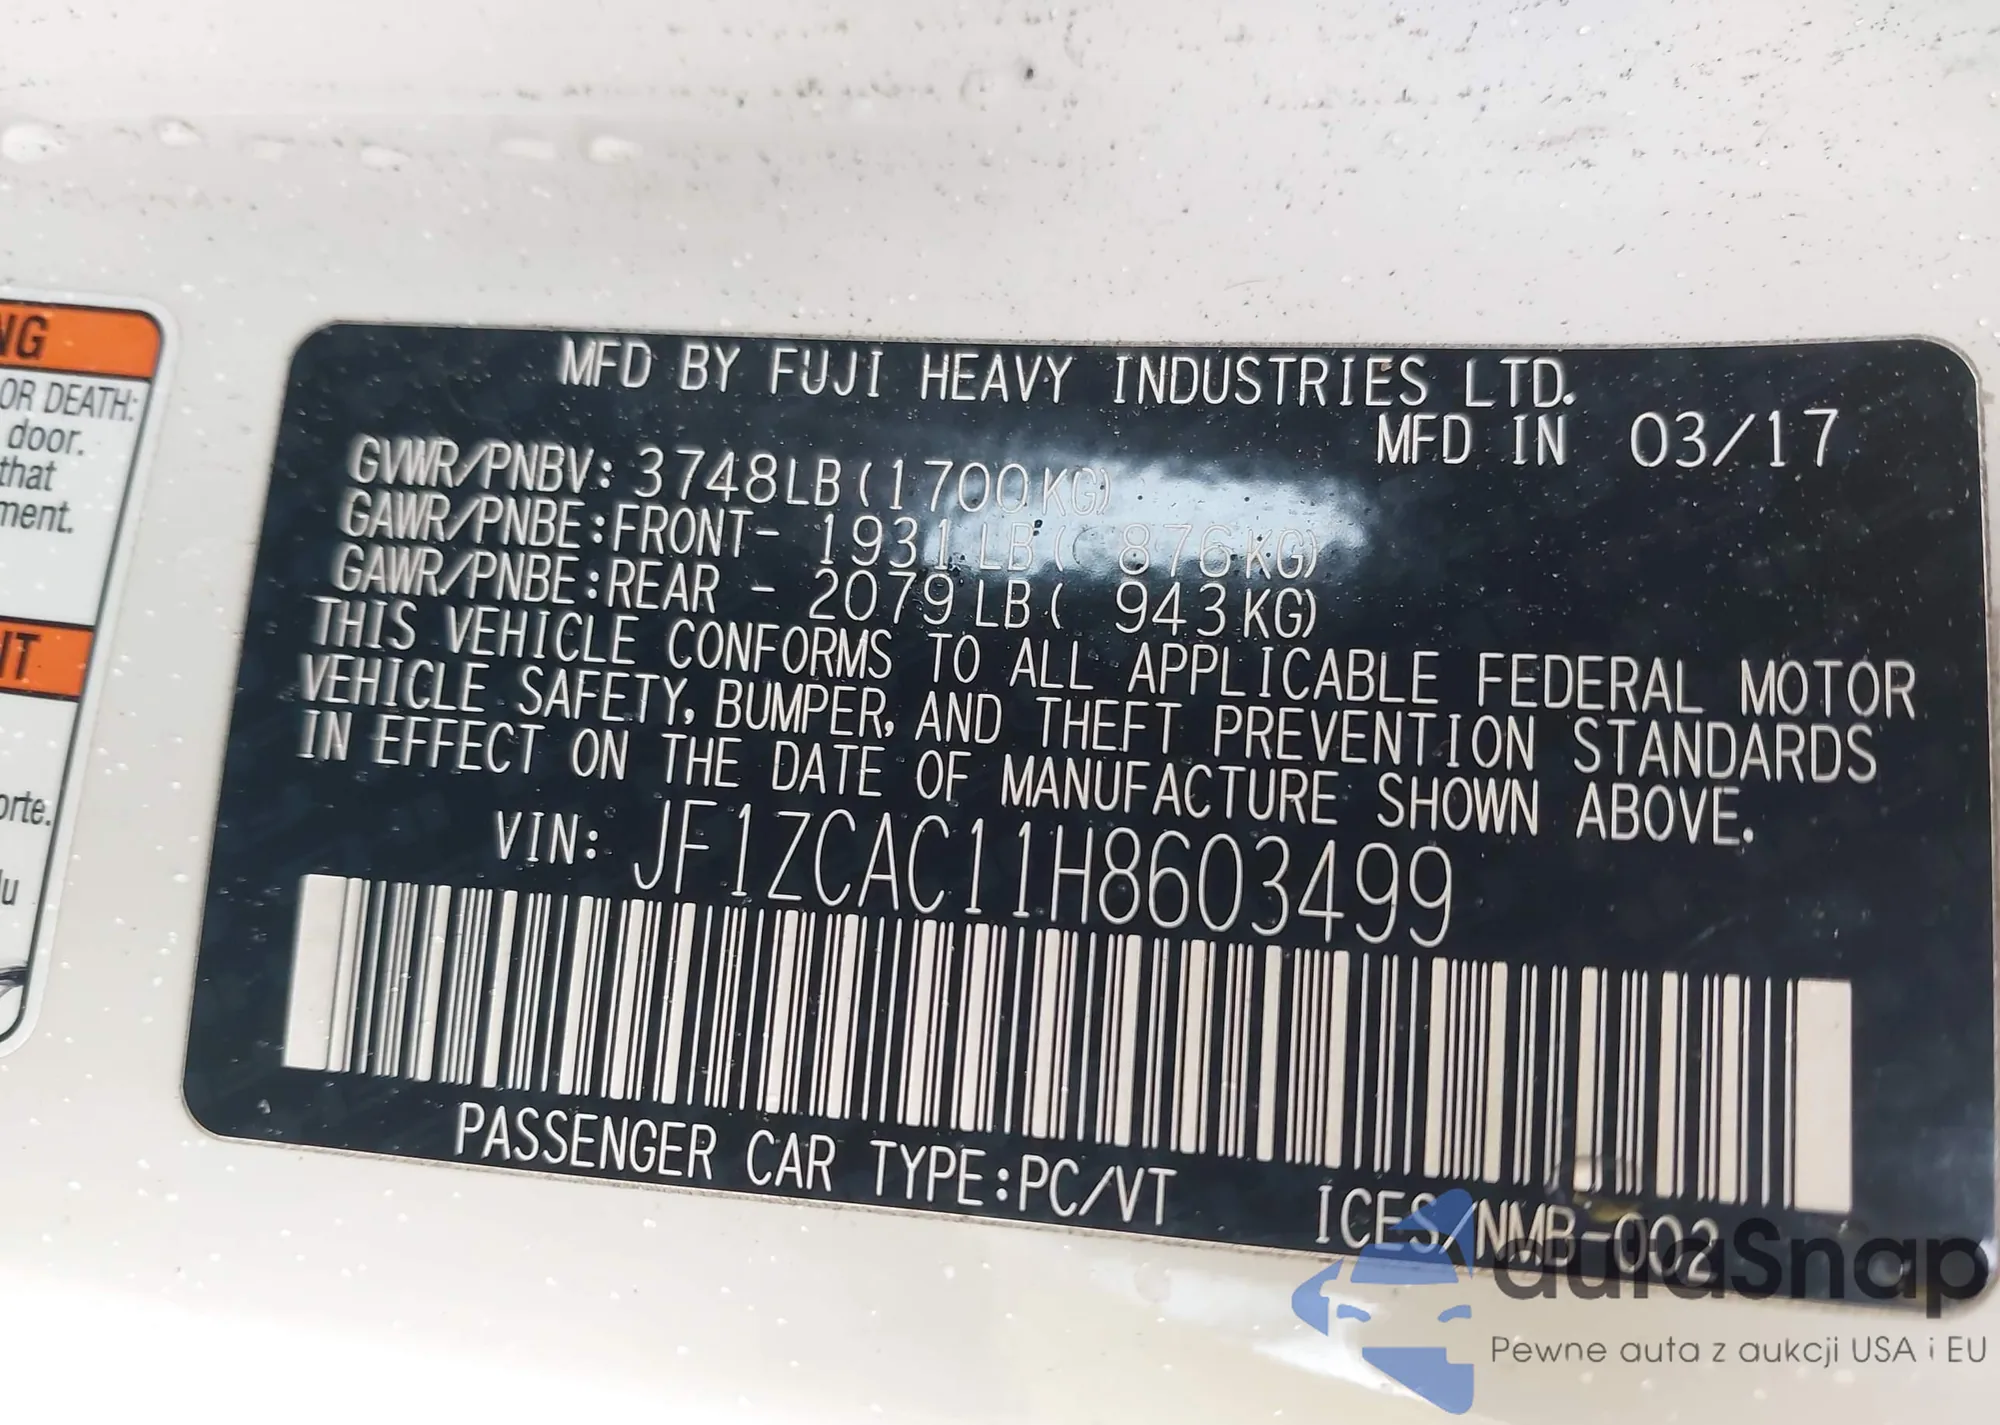 NG
OR DEATH:
door.
that
ment.
NT
orte.
lu
MFD BY FUJI HEAVY INDUSTRIES LTD.
MFD IN 03/17
GVWR/PNBV: 3748LB(1700KG)
GAWR/PNBE:FRONT- 1931LB( 876KG)
GAWR/PNBE:REAR - 2079LB( 943KG)
THIS VEHICLE CONFORMS TO ALL APPLICABLE FEDERAL MOTOR
VEHICLE SAFETY, BUMPER, AND THEFT PREVENTION STANDARDS
IN EFFECT ON THE DATE OF MANUFACTURE SHOWN ABOVE.
VIN: JF1ZCAC11H8603499
PASSENGER CAR TYPE:PC/VT ICES/NMB-002
autaSnap
Pewne auta z aukcji USA i EU